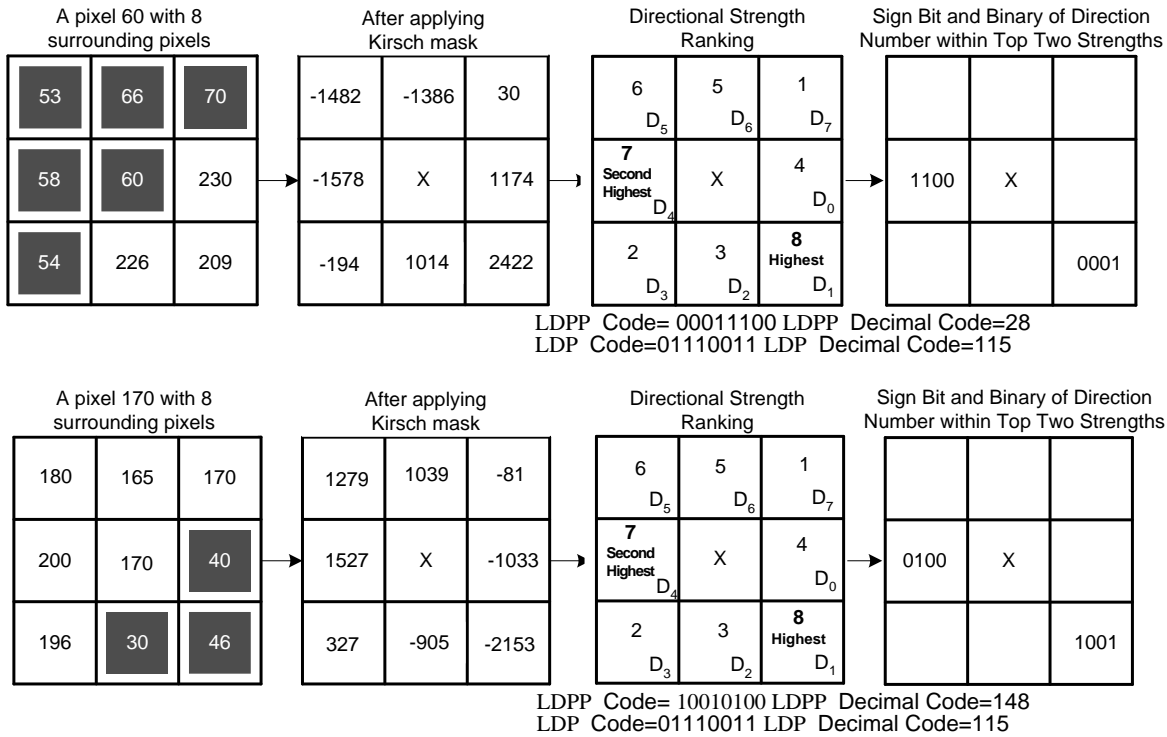 A pixel 60 with 8 surrounding pixels
After applying Kirsch mask
Directional Strength Ranking
Sign Bit and Binary of Direction Number within Top Two Strengths
53 66 70
58 60 230
54 226 209
-1482 -1386 30
-1578 X 1174
-194 1014 2422
6 D5 5 D6 1 D7
7 Second Highest D4 X 4 D0
2 D3 3 D2 8 Highest D1
1100 X
0001
LDPP Code= 00011100 LDPP Decimal Code=28
LDP Code=01110011 LDP Decimal Code=115
A pixel 170 with 8 surrounding pixels
After applying Kirsch mask
Directional Strength Ranking
Sign Bit and Binary of Direction Number within Top Two Strengths
180 165 170
200 170 40
196 30 46
1279 1039 -81
1527 X -1033
327 -905 -2153
6 D5 5 D6 1 D7
7 Second Highest D4 X 4 D0
2 D3 3 D2 8 Highest D1
0100 X
1001
LDPP Code= 10010100 LDPP Decimal Code=148
LDP Code=01110011 LDP Decimal Code=115